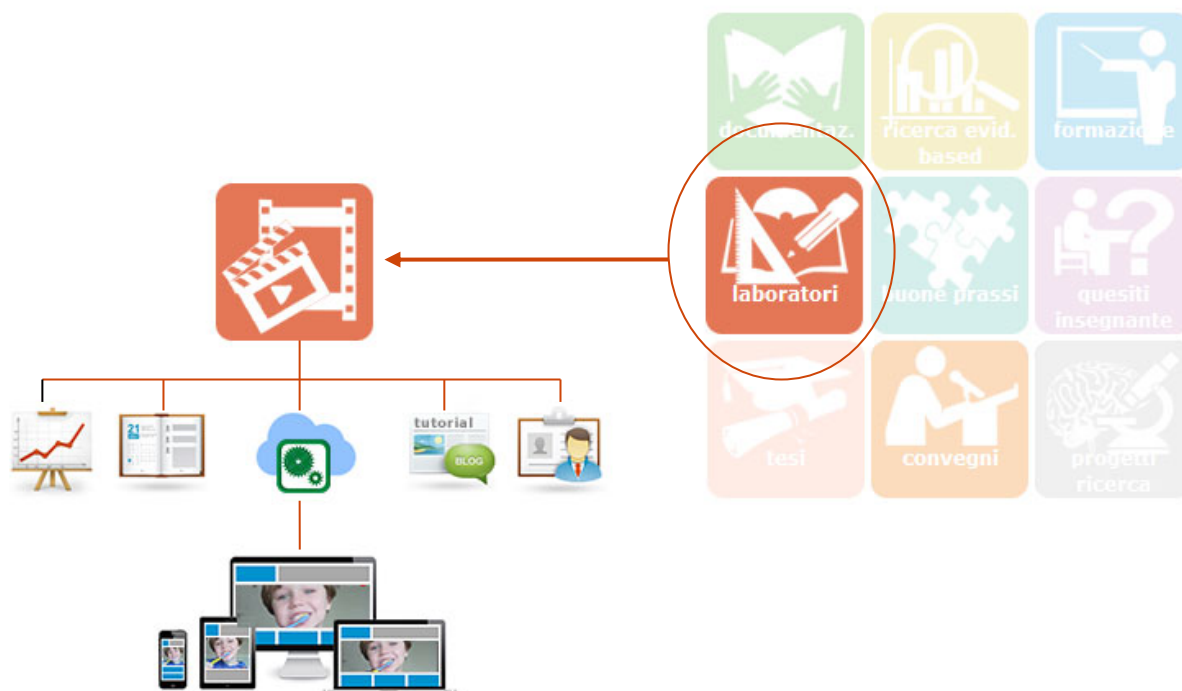 documentaz.
ricerca evid.
based
formazione
laboratori
buone prassi
quesiti
insegnante
tesi
convegni
progetti
ricerca
21
tutorial
BLOG